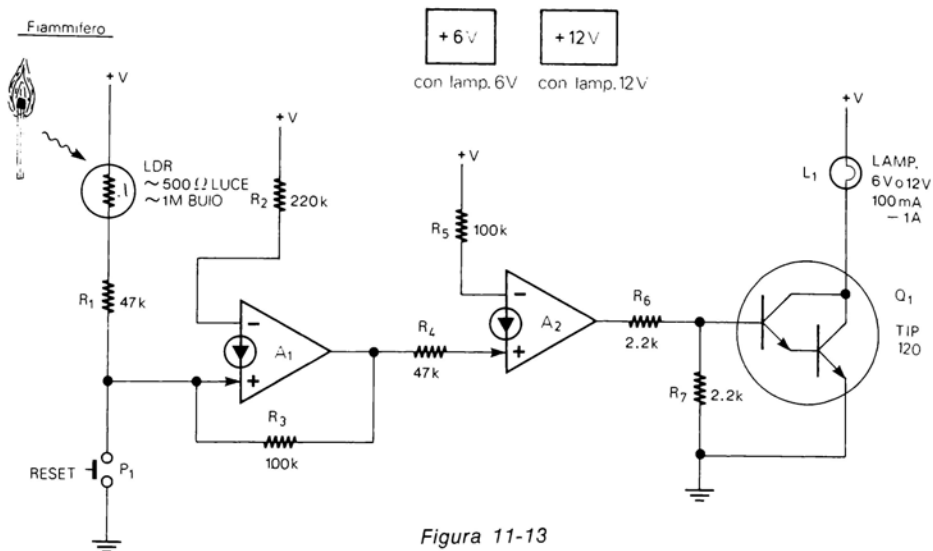 Fiammifero
+6V
+12V
con lamp. 6V
con lamp. 12V
+V
LDR
~500 Ω LUCE
~1M BUIO
R1
47k
+V
R2
220k
-
A1
+
R3
100k
RESET
P1
+V
R5
100k
R4
47k
-
A2
+
R6
2.2k
R7
2.2k
+V
L1
LAMP.
6V o 12V
100mA
– 1A
Q1
TIP
120
Figura 11-13